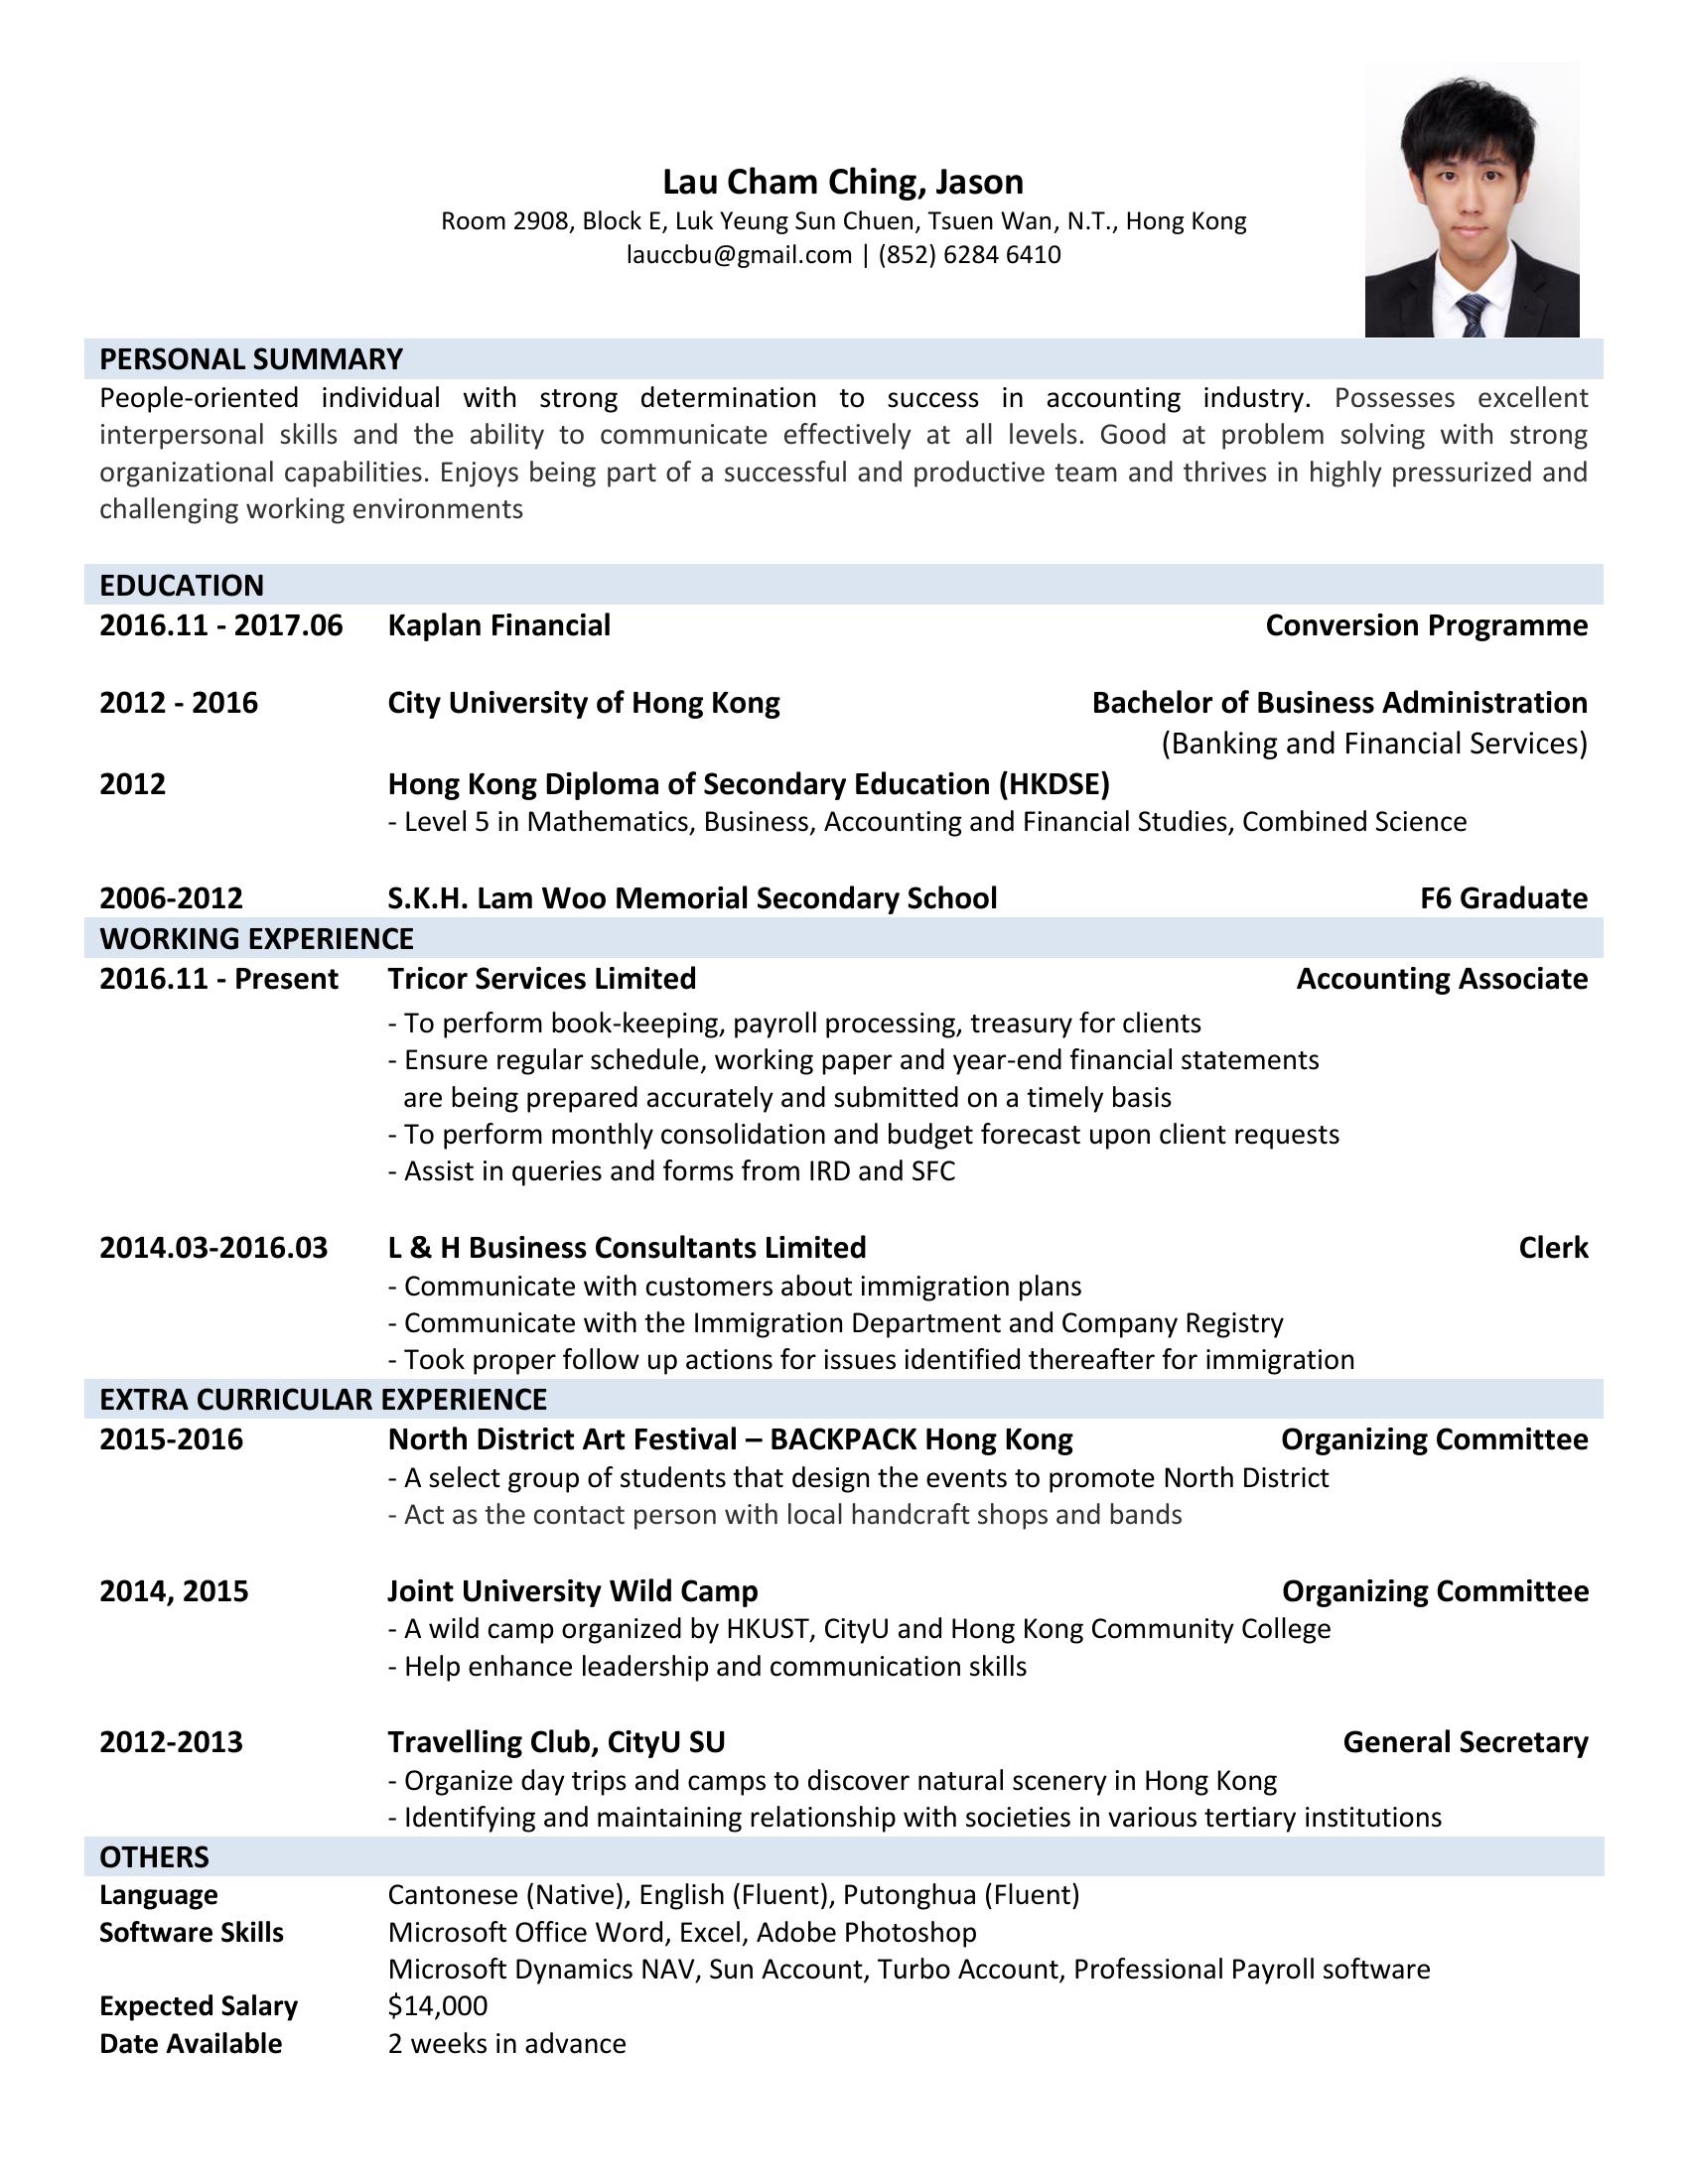 Lau Cham Ching, Jason
Room 2908, Block E, Luk Yeung Sun Chuen, Tsuen Wan, N.T., Hong Kong
lauccbu@gmail.com | (852) 6284 6410
PERSONAL SUMMARY
People-oriented individual with strong determination to success in accounting industry. Possesses excellent
interpersonal skills and the ability to communicate effectively at all levels. Good at problem solving with strong
organizational capabilities. Enjoys being part of a successful and productive team and thrives in highly pressurized and
challenging working environments
EDUCATION
2016.11 - 2017.06 Kaplan Financial Conversion Programme
2012 - 2016 City University of Hong Kong Bachelor of Business Administration
(Banking and Financial Services)
2012 Hong Kong Diploma of Secondary Education (HKDSE)
- Level 5 in Mathematics, Business, Accounting and Financial Studies, Combined Science
2006-2012 S.K.H. Lam Woo Memorial Secondary School F6 Graduate
WORKING EXPERIENCE
2016.11 - Present Tricor Services Limited Accounting Associate
- To perform book-keeping, payroll processing, treasury for clients
- Ensure regular schedule, working paper and year-end financial statements
are being prepared accurately and submitted on a timely basis
- To perform monthly consolidation and budget forecast upon client requests
- Assist in queries and forms from IRD and SFC
2014.03-2016.03 L & H Business Consultants Limited Clerk
- Communicate with customers about immigration plans
- Communicate with the Immigration Department and Company Registry
- Took proper follow up actions for issues identified thereafter for immigration
EXTRA CURRICULAR EXPERIENCE
2015-2016 North District Art Festival – BACKPACK Hong Kong Organizing Committee
- A select group of students that design the events to promote North District
- Act as the contact person with local handcraft shops and bands
2014, 2015 Joint University Wild Camp Organizing Committee
- A wild camp organized by HKUST, CityU and Hong Kong Community College
- Help enhance leadership and communication skills
2012-2013 Travelling Club, CityU SU General Secretary
- Organize day trips and camps to discover natural scenery in Hong Kong
- Identifying and maintaining relationship with societies in various tertiary institutions
OTHERS
Language Cantonese (Native), English (Fluent), Putonghua (Fluent)
Software Skills Microsoft Office Word, Excel, Adobe Photoshop
Microsoft Dynamics NAV, Sun Account, Turbo Account, Professional Payroll software
Expected Salary $14,000
Date Available 2 weeks in advance